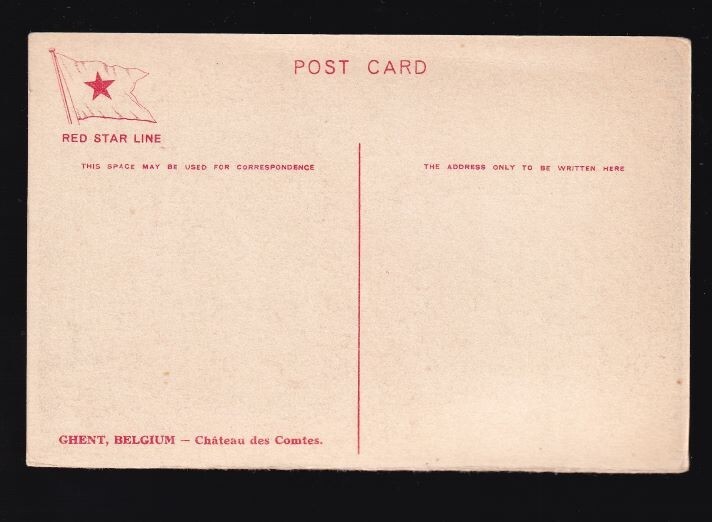 POST CARD
RED STAR LINE
THIS SPACE MAY BE USED FOR CORRESPONDENCE
THE ADDRESS ONLY TO BE WRITTEN HERE
GHENT, BELGIUM — Château des Comtes.